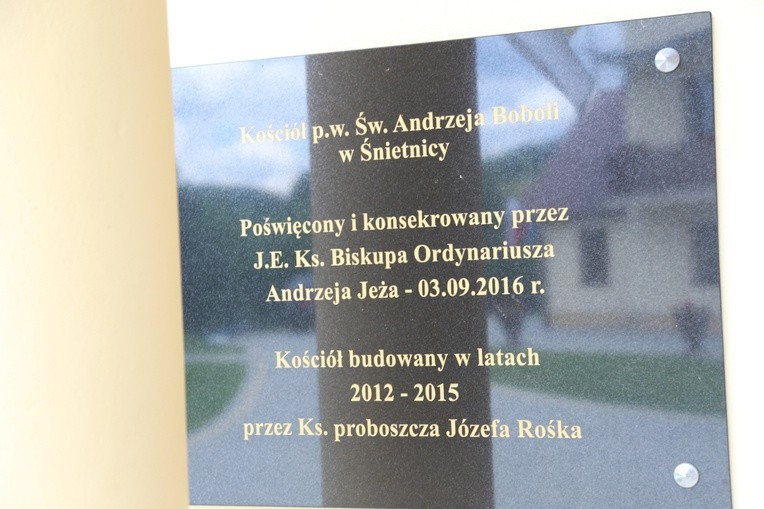 Kościół p.w. Św. Andrzeja Boboli
w Śnietnicy
Poświęcony i konsekrowany przez
J.E. Ks. Biskupa Ordynariusza
Andrzeja Jeża - 03.09.2016 r.
Kościół budowany w latach
2012 - 2015
przez Ks. proboszcza Józefa Rośka